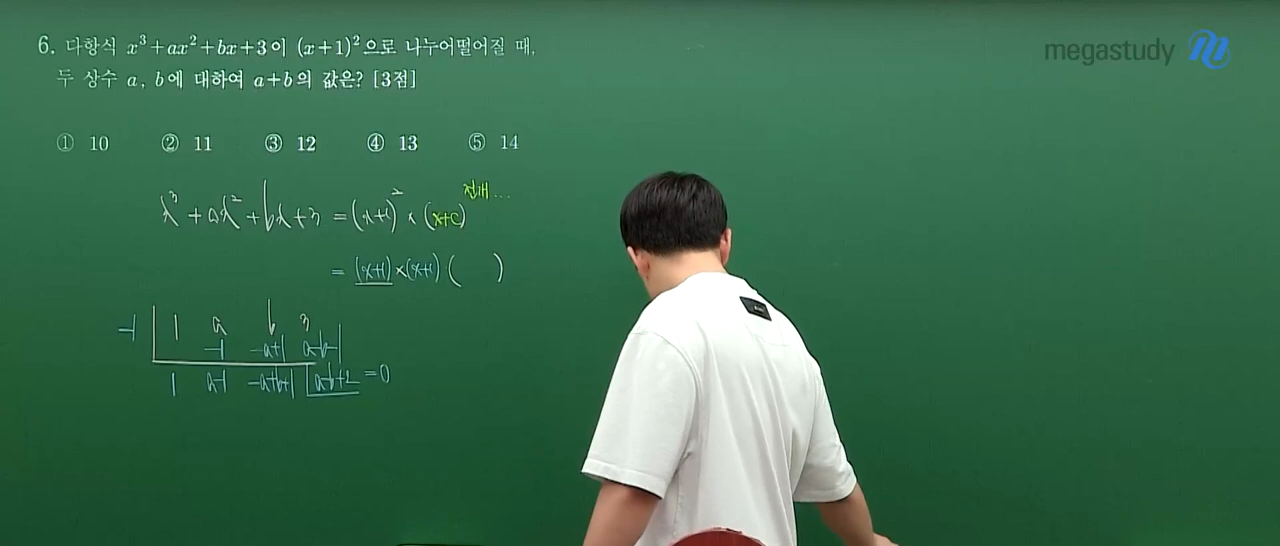 6. 다항식 x³+ax²+bx+3이 (x+1)²으로 나누어떨어질 때,
megastudy
두 상수 a, b에 대하여 a+b의 값은? [3점]
① 10 ② 11 ③ 12 ④ 13 ⑤ 14
전개 ...
x³+ax²+bx+3 = (x+1)² × (x+c)
= (x+1)×(x+1)( )
-1 1 a b 3
-1 -a+1 a-b-1
1 a-1 -a+b+1 a-b+2 =0